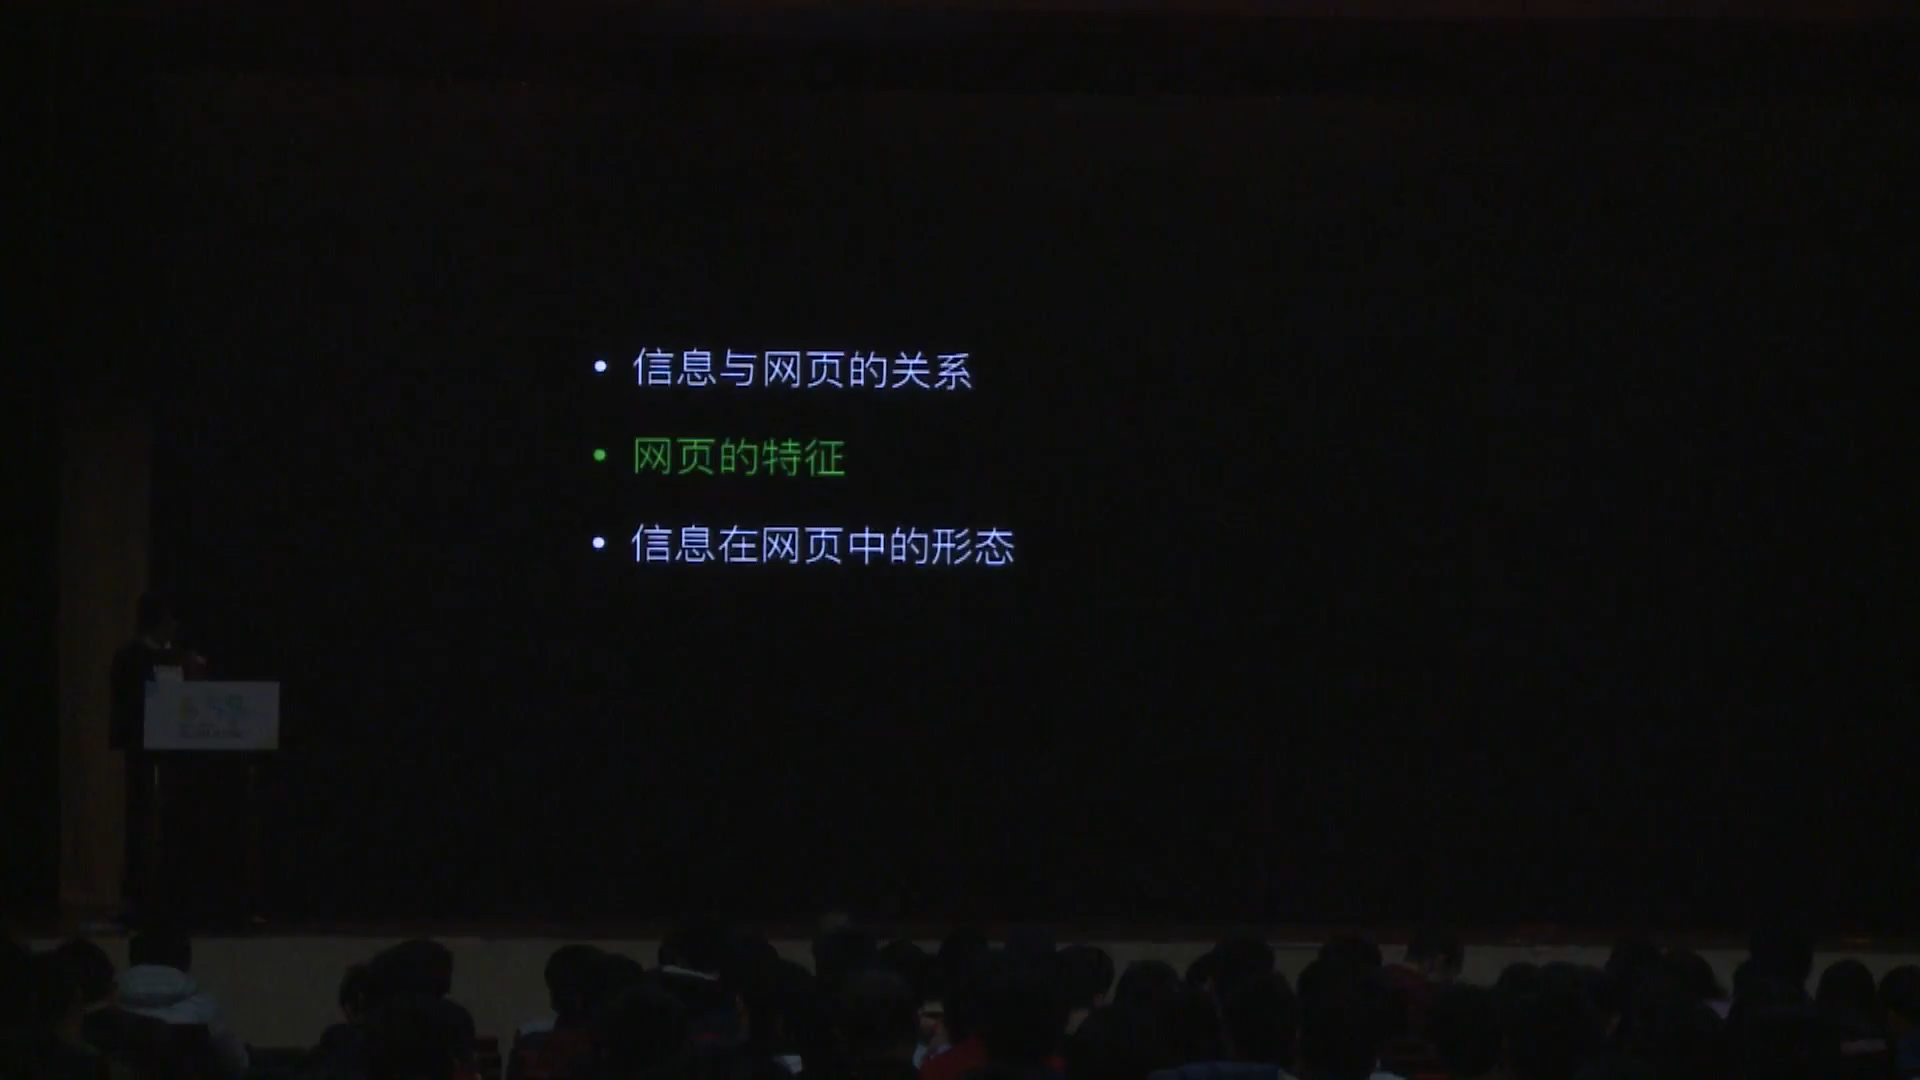 • 信息与网页的关系
• 网页的特征
• 信息在网页中的形态